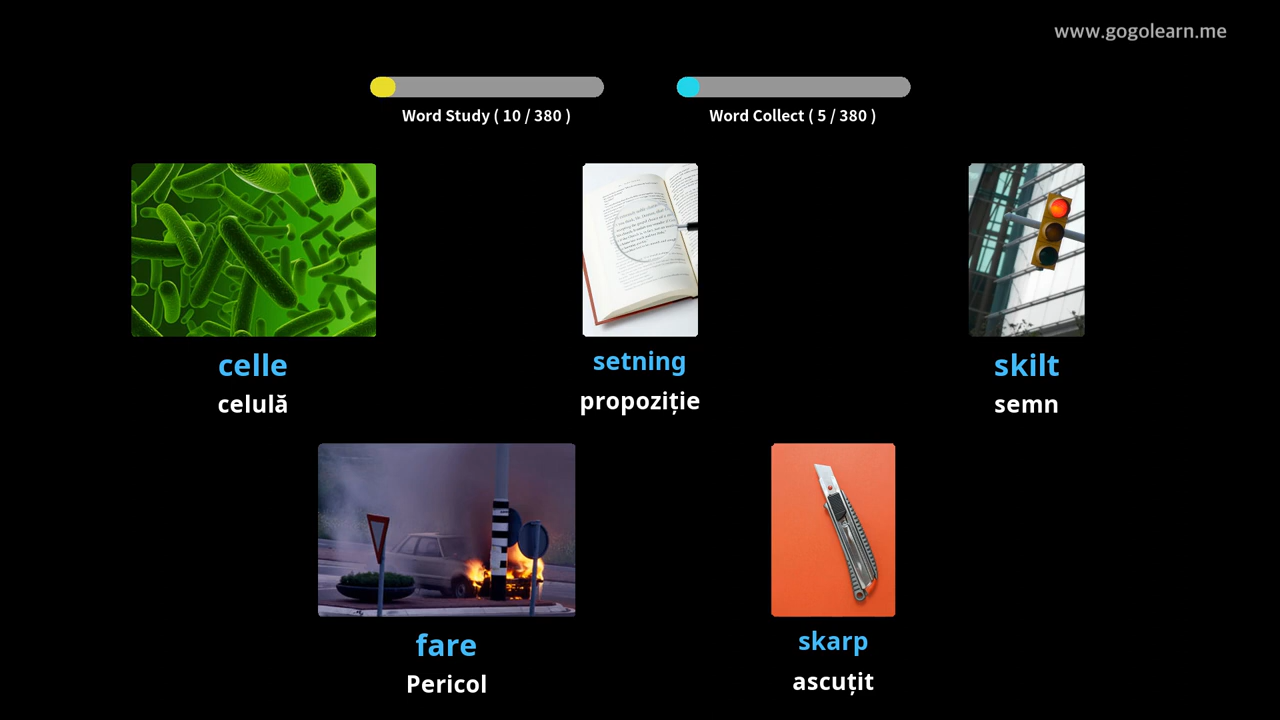 www.gogolearn.me
Word Study ( 10 / 380 )
Word Collect ( 5 / 380 )
celle
celulă
setning
propoziție
skilt
semn
fare
Pericol
skarp
ascuțit